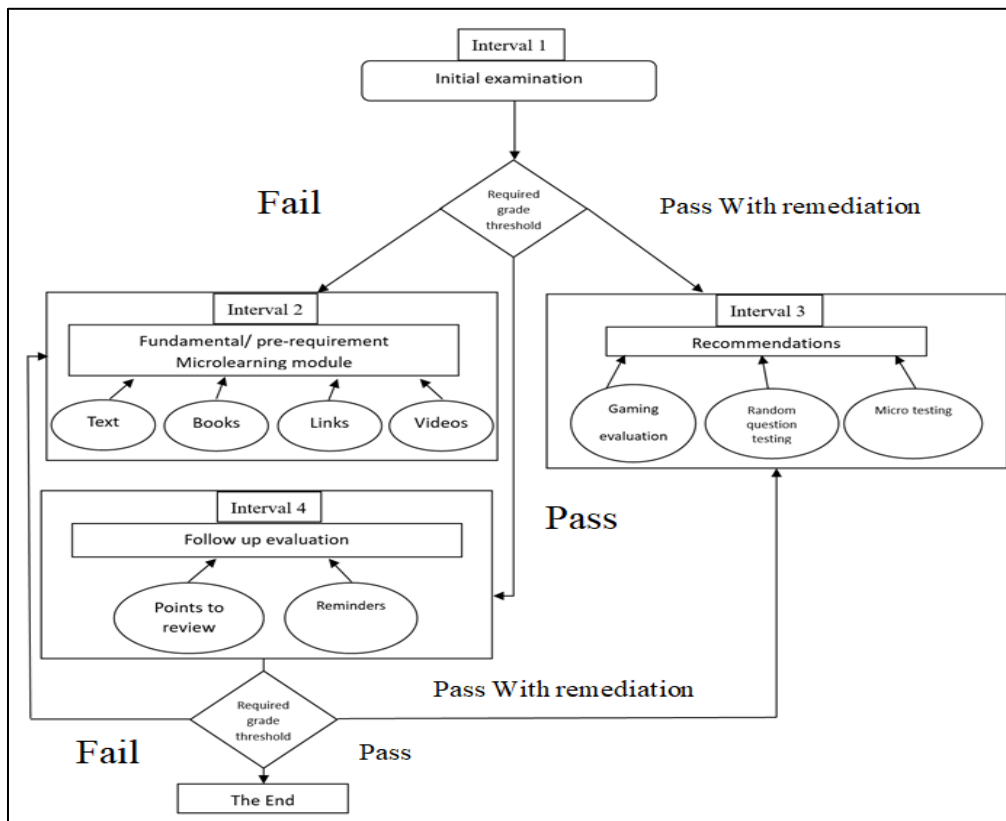 Interval 1
Initial examination
Required
grade
threshold
Fail
Pass With remediation
Interval 2
Fundamental/ pre-requirement
Microlearning module
Text
Books
Links
Videos
Interval 3
Recommendations
Gaming
evaluation
Random
question
testing
Micro testing
Pass
Interval 4
Follow up evaluation
Points to
review
Reminders
Required
grade
threshold
Pass With remediation
Fail
Pass
The End